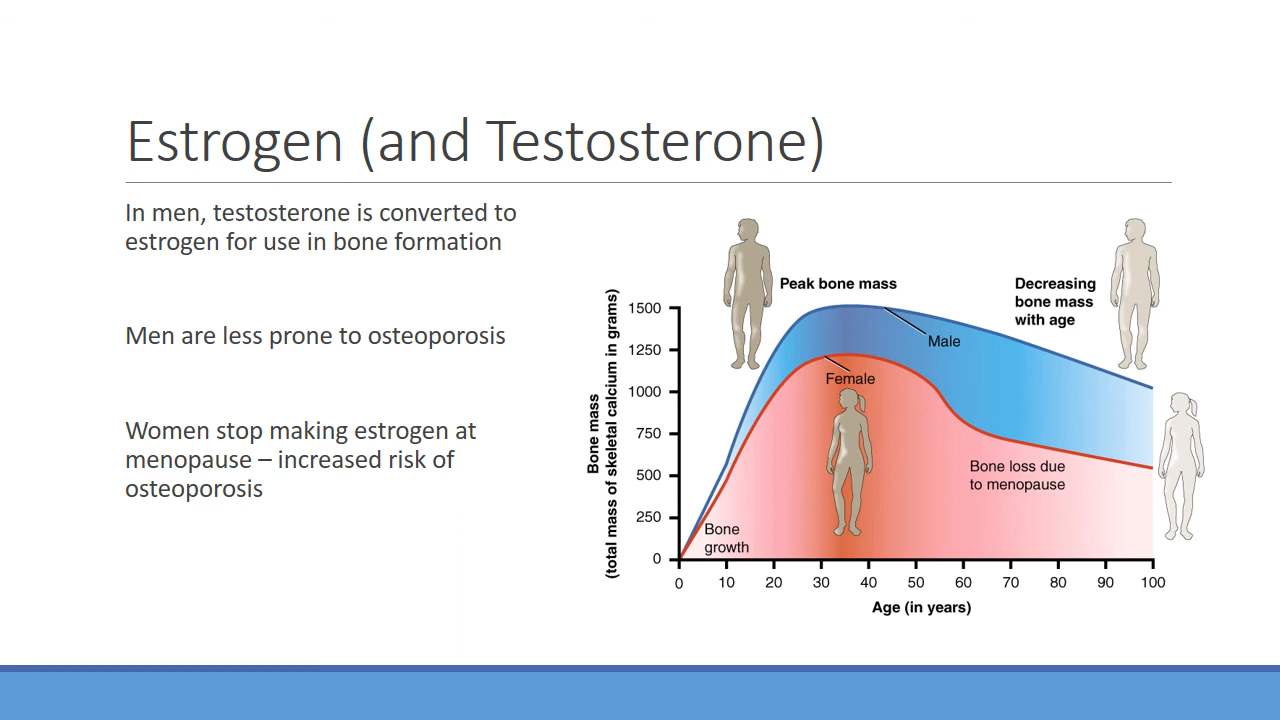 Estrogen (and Testosterone)
In men, testosterone is converted to
estrogen for use in bone formation
Men are less prone to osteoporosis
Women stop making estrogen at
menopause – increased risk of
osteoporosis
Peak bone mass
Decreasing
bone mass
with age
Male
Female
Bone loss due
to menopause
Bone
growth
Bone mass
(total mass of skeletal calcium in grams)
1500
1250
1000
750
500
250
0
0 10 20 30 40 50 60 70 80 90 100
Age (in years)